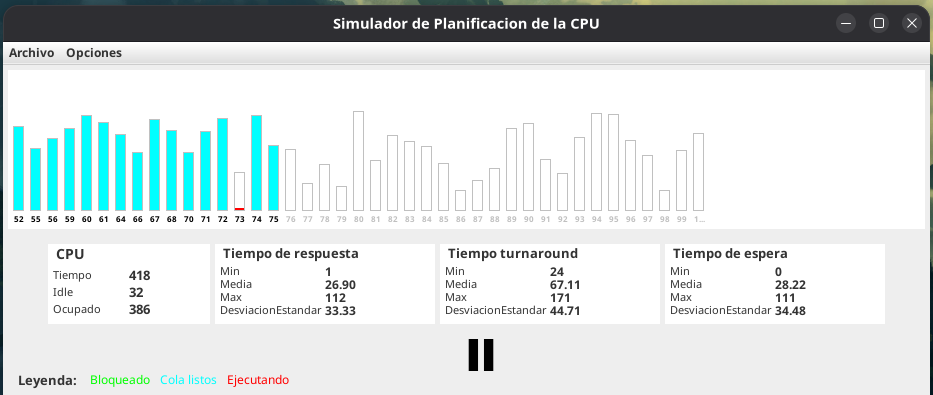 Simulador de Planificacion de la CPU
Archivo Opciones
52 55 56 59 60 61 64 66 67 68 70 71 72 73 74 75 76 77 78 79 80 81 82 83 84 85 86 87 88 89 90 91 92 93 94 95 96 97 98 99 1...
CPU
Tiempo 418
Idle 32
Ocupado 386
Tiempo de respuesta
Min 1
Media 26.90
Max 112
DesviacionEstandar 33.33
Tiempo turnaround
Min 24
Media 67.11
Max 171
DesviacionEstandar 44.71
Tiempo de espera
Min 0
Media 28.22
Max 111
DesviacionEstandar 34.48
Leyenda: Bloqueado Cola listos Ejecutando